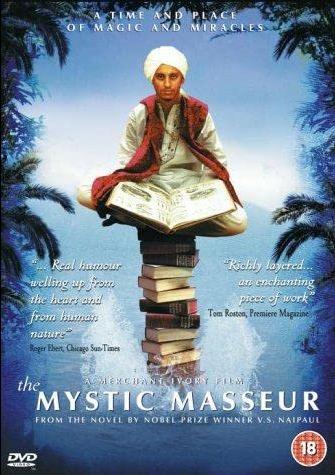 A TIME AND PLACE
OF MAGIC AND MIRACLES
"... Real humour
welling up from
the heart and
from human
nature"
Roger Ebert, Chicago Sun-Times
"Richly layered...
an enchanting
piece of work"
Tom Roston, Premiere Magazine
A MERCHANT IVORY FILM
the
MYSTIC MASSEUR
FROM THE NOVEL BY NOBEL PRIZE WINNER V.S. NAIPAUL
DVD
VIDEO
18